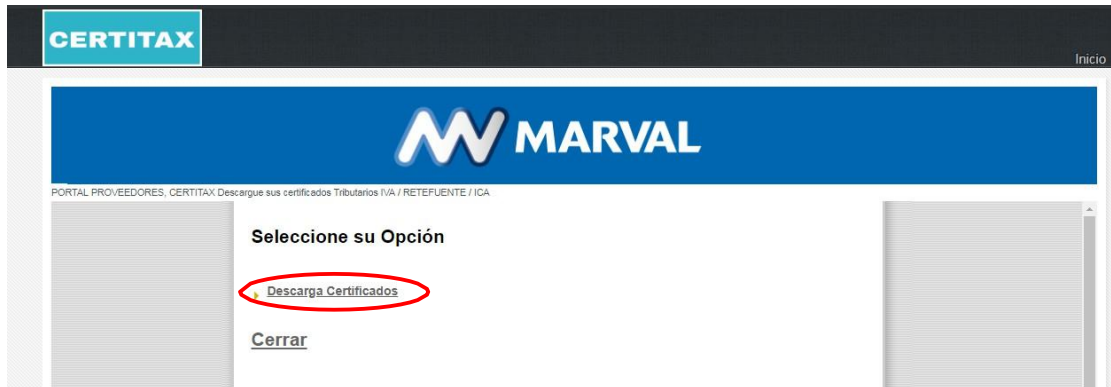 CERTITAX
Inicio
MARVAL
PORTAL PROVEEDORES, CERTITAX Descargue sus certificados Tributarios IVA / RETEFUENTE / ICA
Seleccione su Opción
Descarga Certificados
Cerrar